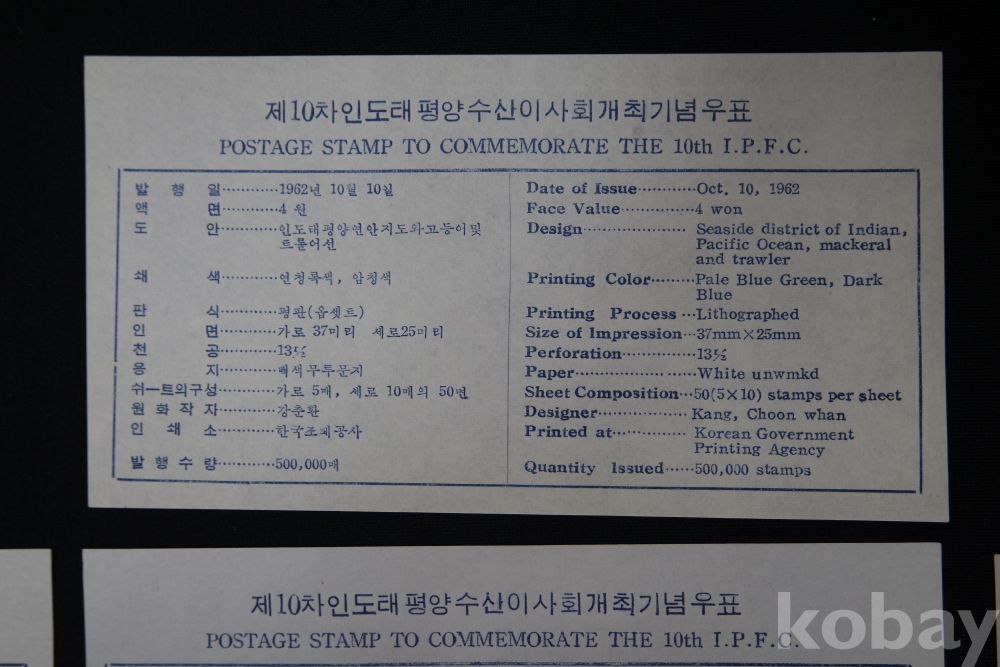 제10차인도태평양수산이사회개최기념우표
POSTAGE STAMP TO COMMEMORATE THE 10th I.P.F.C.
발 행 일············1962년 10월 10일
액 면············4 원
도 안············인도태평양연안지도와고등어및
트롤어선
쇄 색············연청록색, 암청색
판 식············평판(옵셋트)
인 면············가로 37미리 세로25미리
천 공············13½
용 지············백색무투문지
쉬ー트의구성········가로 5매, 세로 10매의 50면
원 화 작 자············강춘환
인 쇄 소············한국조폐공사
발 행 수 량············500,000매
Date of Issue············Oct. 10, 1962
Face Value··············4 won
Design·················· Seaside district of Indian,
Pacific Ocean, mackeral
and trawler
Printing Color·········Pale Blue Green, Dark
Blue
Printing Process ···Lithographed
Size of Impression···37mm×25mm
Perforation···············13½
Paper·····················White unwmkd
Sheet Composition···50(5×10) stamps per sheet
Designer·················· Kang, Choon whan
Printed at··············· Korean Government
Printing Agency
Quantity Issued······500,000 stamps
제10차인도태평양수산이사회개최기념우표
POSTAGE STAMP TO COMMEMORATE THE 10th I.P.F.C.
kobay